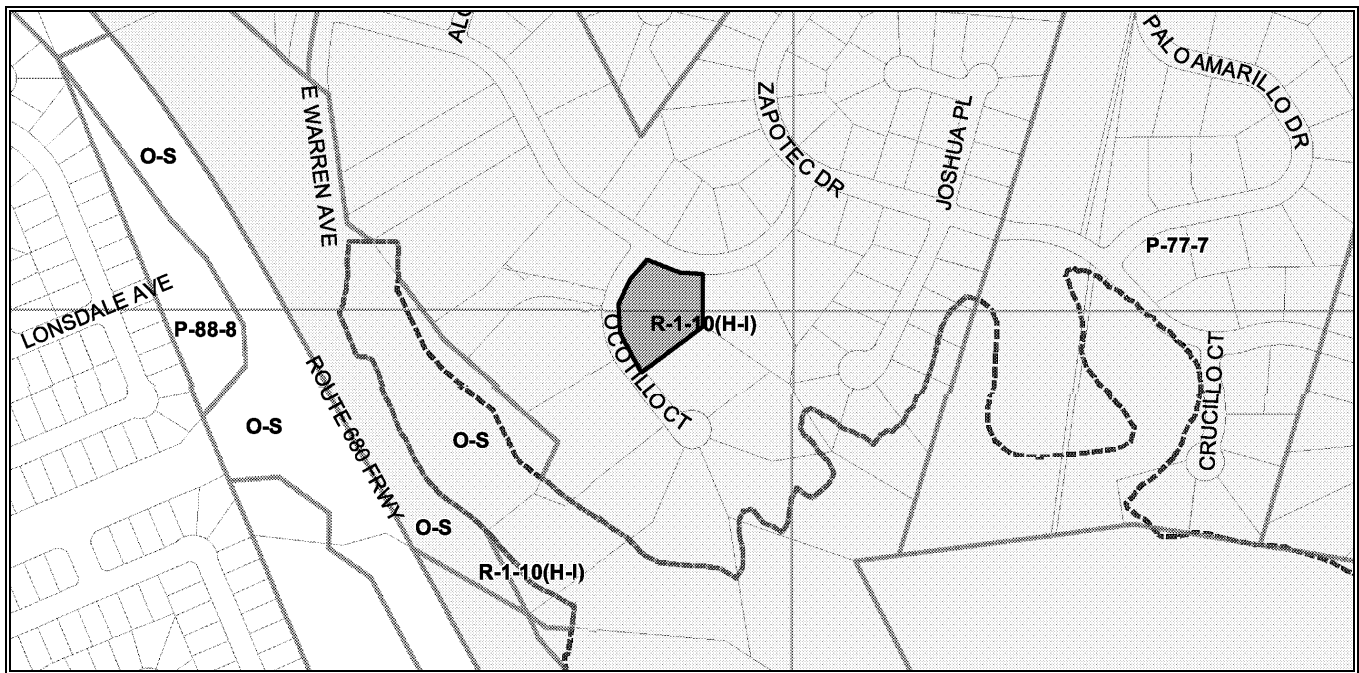 PALO AMARILLO DR
ZAPOTEC DR
JOSHUA PL
E WARREN AVE
O-S
P-77-7
LONSDALE AVE
P-88-8
R-1-10(H-I)
OCOTILLO CT
ROUTE 680 FRWY
CRUCILLO CT
O-S
O-S
O-S
R-1-10(H-I)